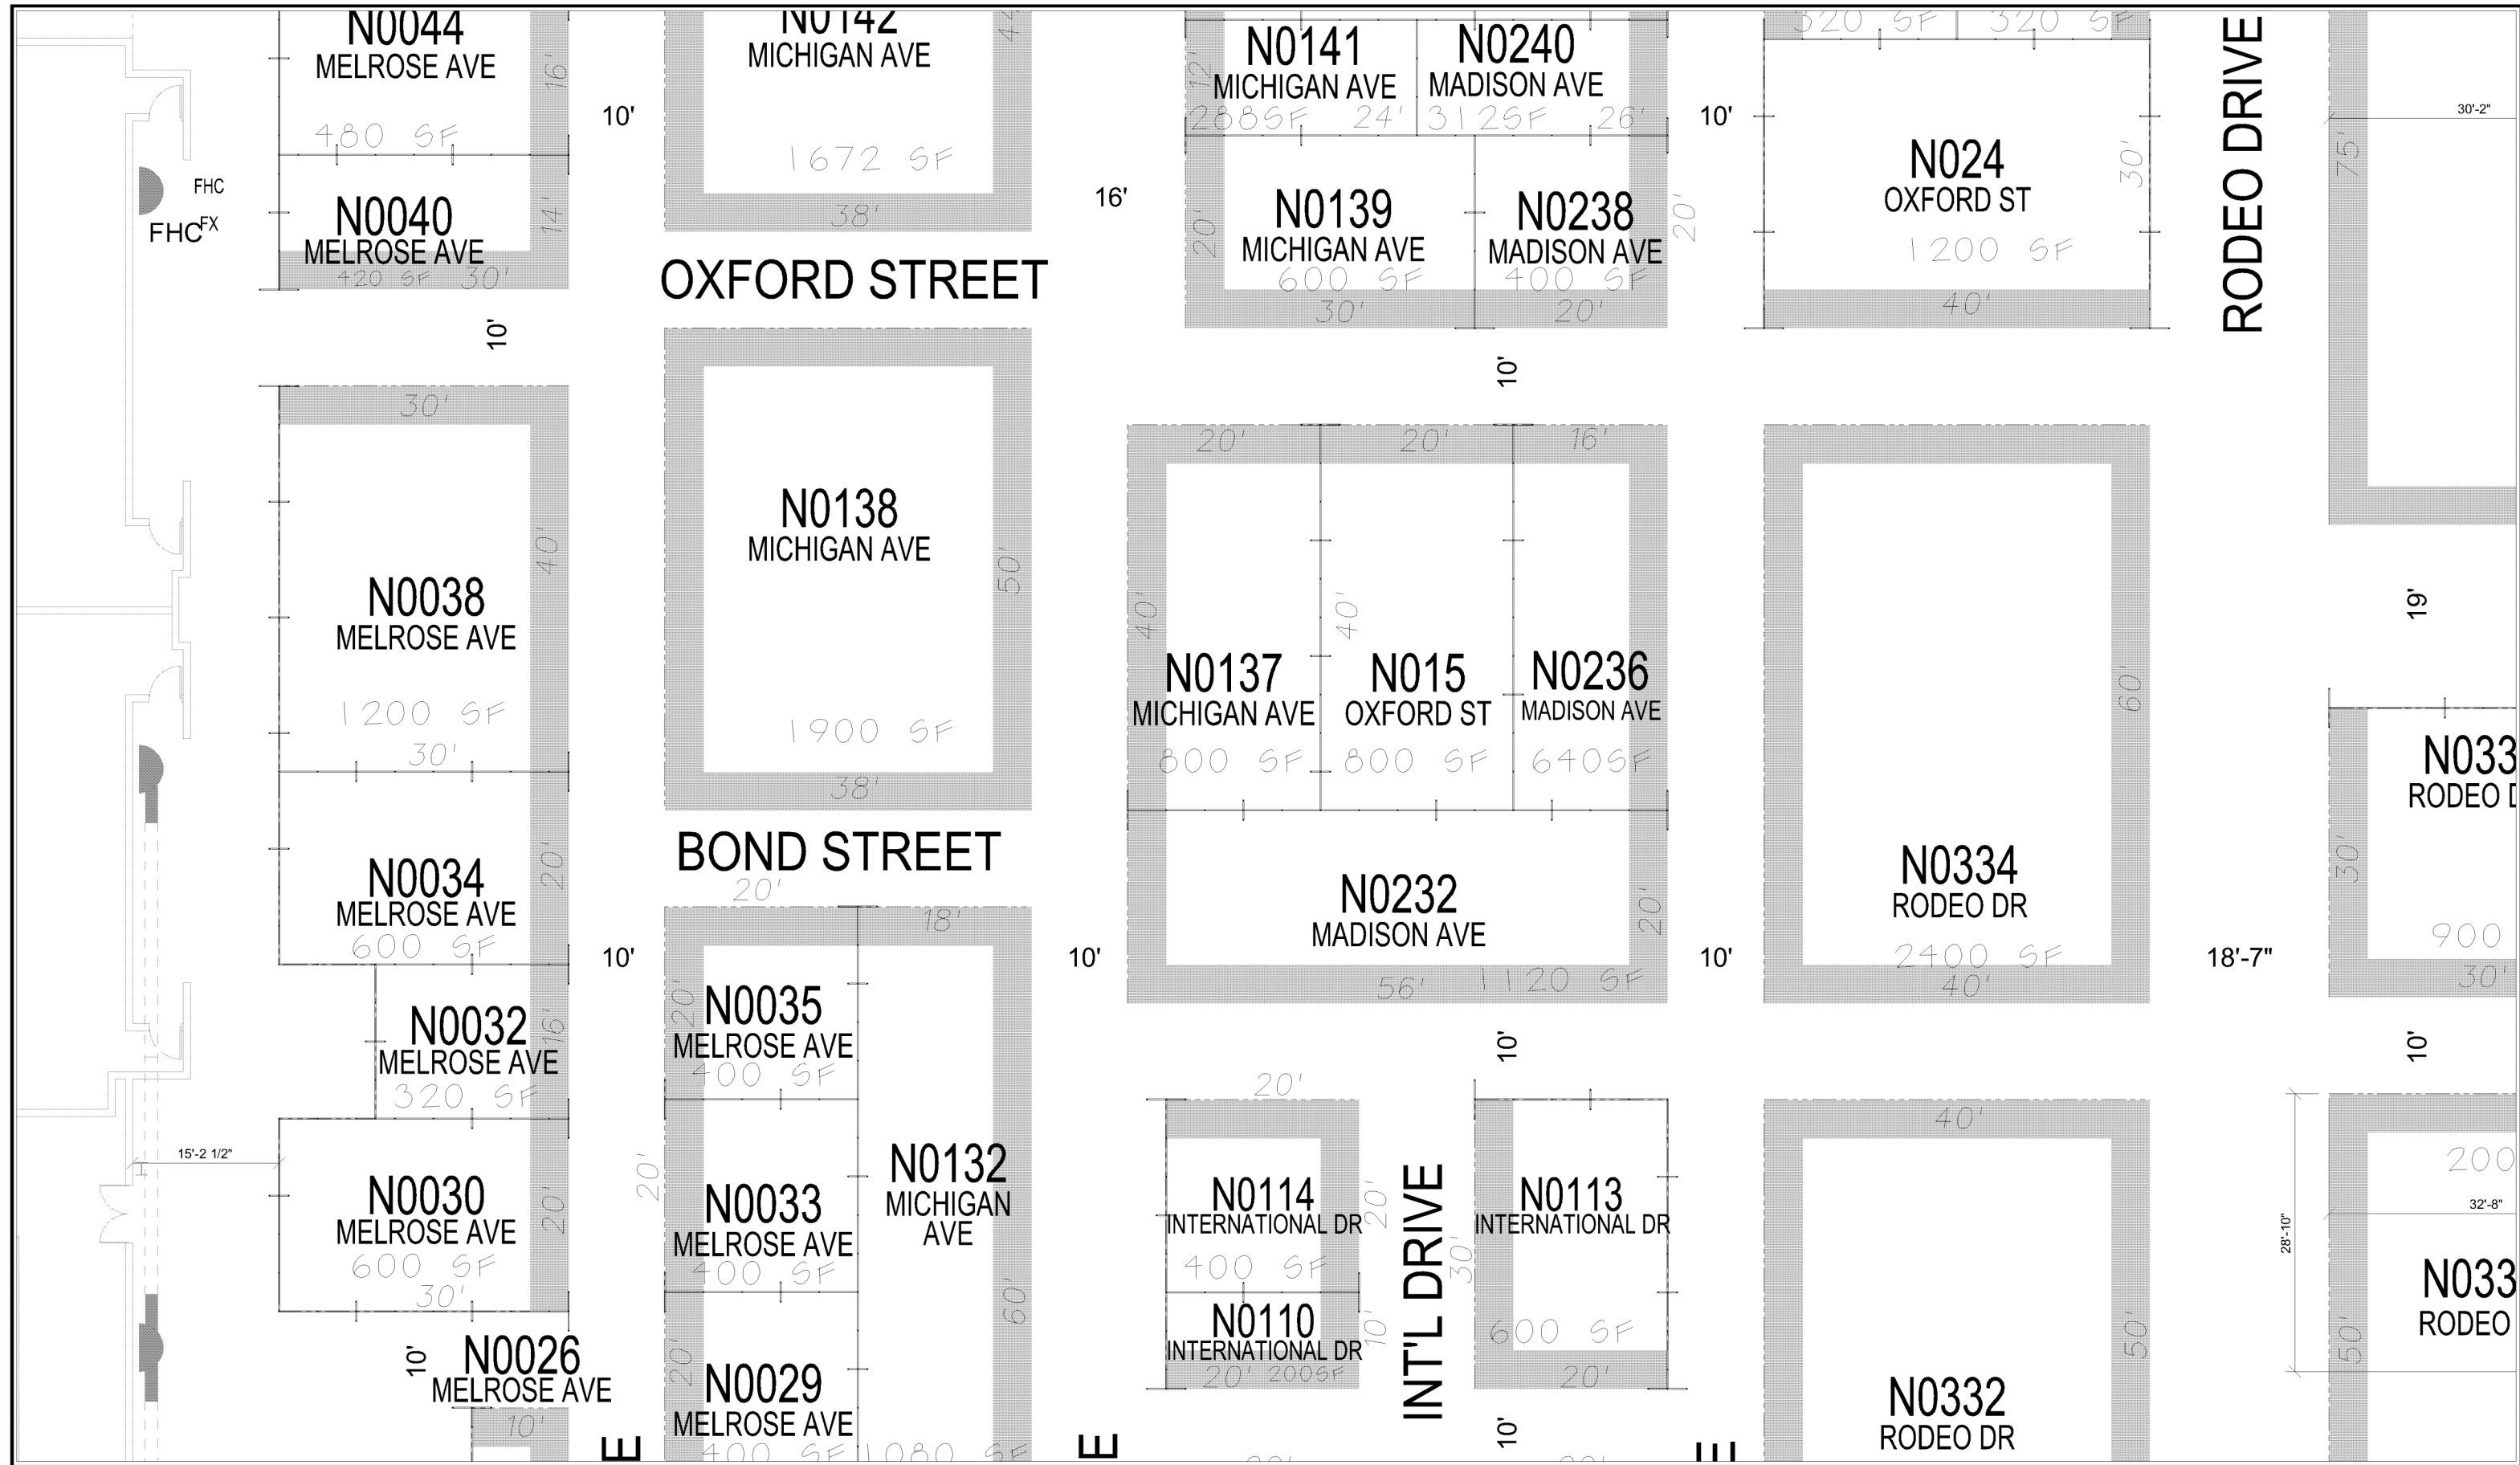 N0044
MELROSE AVE
16'
480 SF
N0040
MELROSE AVE
14'
420 SF
30'
FHC
FHC
FX
10'
10'
N0142
MICHIGAN AVE
1672 SF
38'
OXFORD STREET
16'
N0141
MICHIGAN AVE
12'
288SF
24'
N0240
MADISON AVE
312SF
26'
N0139
MICHIGAN AVE
20'
600 SF
30'
N0238
MADISON AVE
20'
400 SF
20'
10'
10'
320 SF
320 SF
N024
OXFORD ST
30'
1200 SF
40'
RODEO DRIVE
30'-2"
75'
30'
N0038
MELROSE AVE
40'
1200 SF
30'
N0034
MELROSE AVE
20'
600 SF
N0032
MELROSE AVE
16'
320 SF
15'-2 1/2"
N0030
MELROSE AVE
20'
600 SF
30'
N0026
MELROSE AVE
10'
10'
10'
N0138
MICHIGAN AVE
50'
1900 SF
38'
BOND STREET
20'
18'
N0035
MELROSE AVE
20'
400 SF
N0033
MELROSE AVE
20'
400 SF
N0029
MELROSE AVE
20'
400 SF
N0132
MICHIGAN
AVE
60'
1080 SF
10'
20'
20'
16'
40'
40'
N0137
MICHIGAN AVE
800 SF
N015
OXFORD ST
800 SF
N0236
MADISON AVE
640SF
N0232
MADISON AVE
20'
56'
1120 SF
10'
10'
20'
N0114
INTERNATIONAL DR
20'
400 SF
N0110
INTERNATIONAL DR
10'
20'
200SF
INT'L DRIVE
N0113
INTERNATIONAL DR
30'
600 SF
20'
10'
60'
N0334
RODEO DR
2400 SF
40'
18'-7"
40'
N0332
RODEO DR
50'
19'
N033
RODEO
30'
900
30'
10'
28'-10"
200
32'-8"
N033
RODEO
50'
E
E